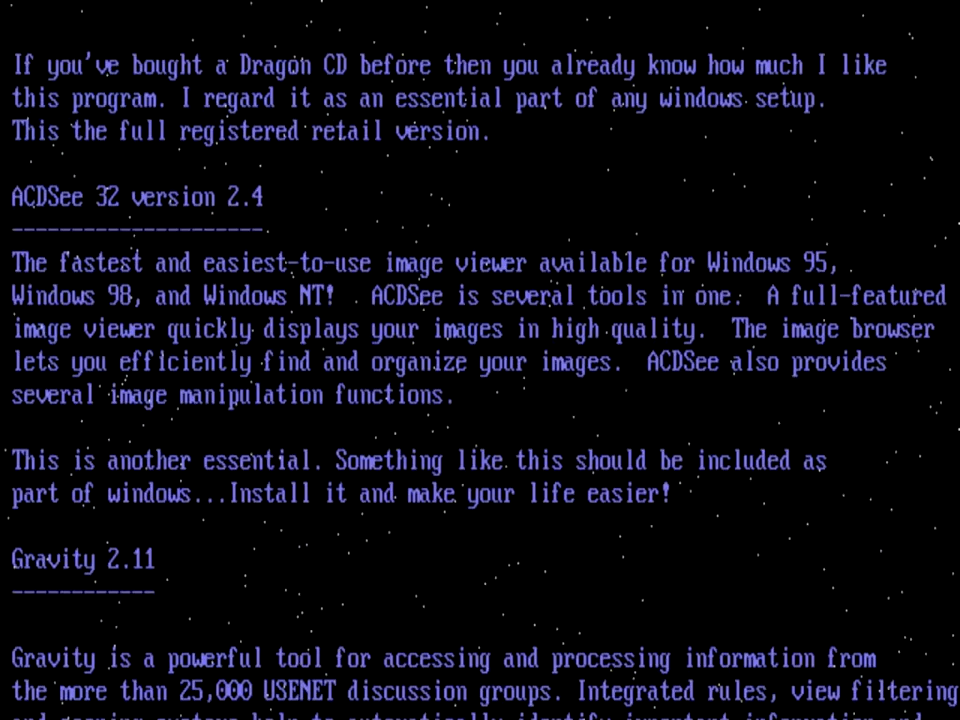 If you've bought a Dragon CD before then you already know how much I like
this program. I regard it as an essential part of any windows setup.
This the full registered retail version.
ACDSee 32 version 2.4
---------------------
The fastest and easiest-to-use image viewer available for Windows 95,
Windows 98, and Windows NT!  ACDSee is several tools in one.  A full-featured
image viewer quickly displays your images in high quality.  The image browser
lets you efficiently find and organize your images.  ACDSee also provides
several image manipulation functions.
This is another essential. Something like this should be included as
part of windows...Install it and make your life easier!
Gravity 2.11
------------
Gravity is a powerful tool for accessing and processing information from
the more than 25,000 USENET discussion groups. Integrated rules, view filtering